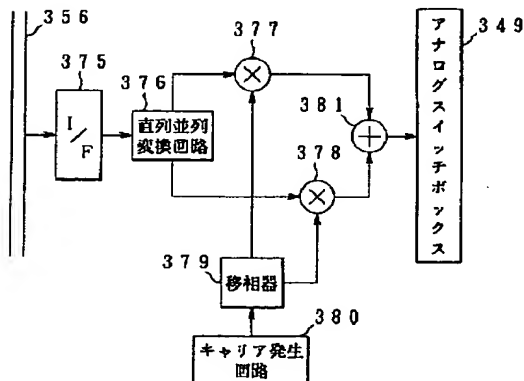 356
375
I/F
376
直列並列
変換回路
377
×
378
×
381
+
349
アナログスイッチボックス
379
移相器
380
キャリア発生
回路